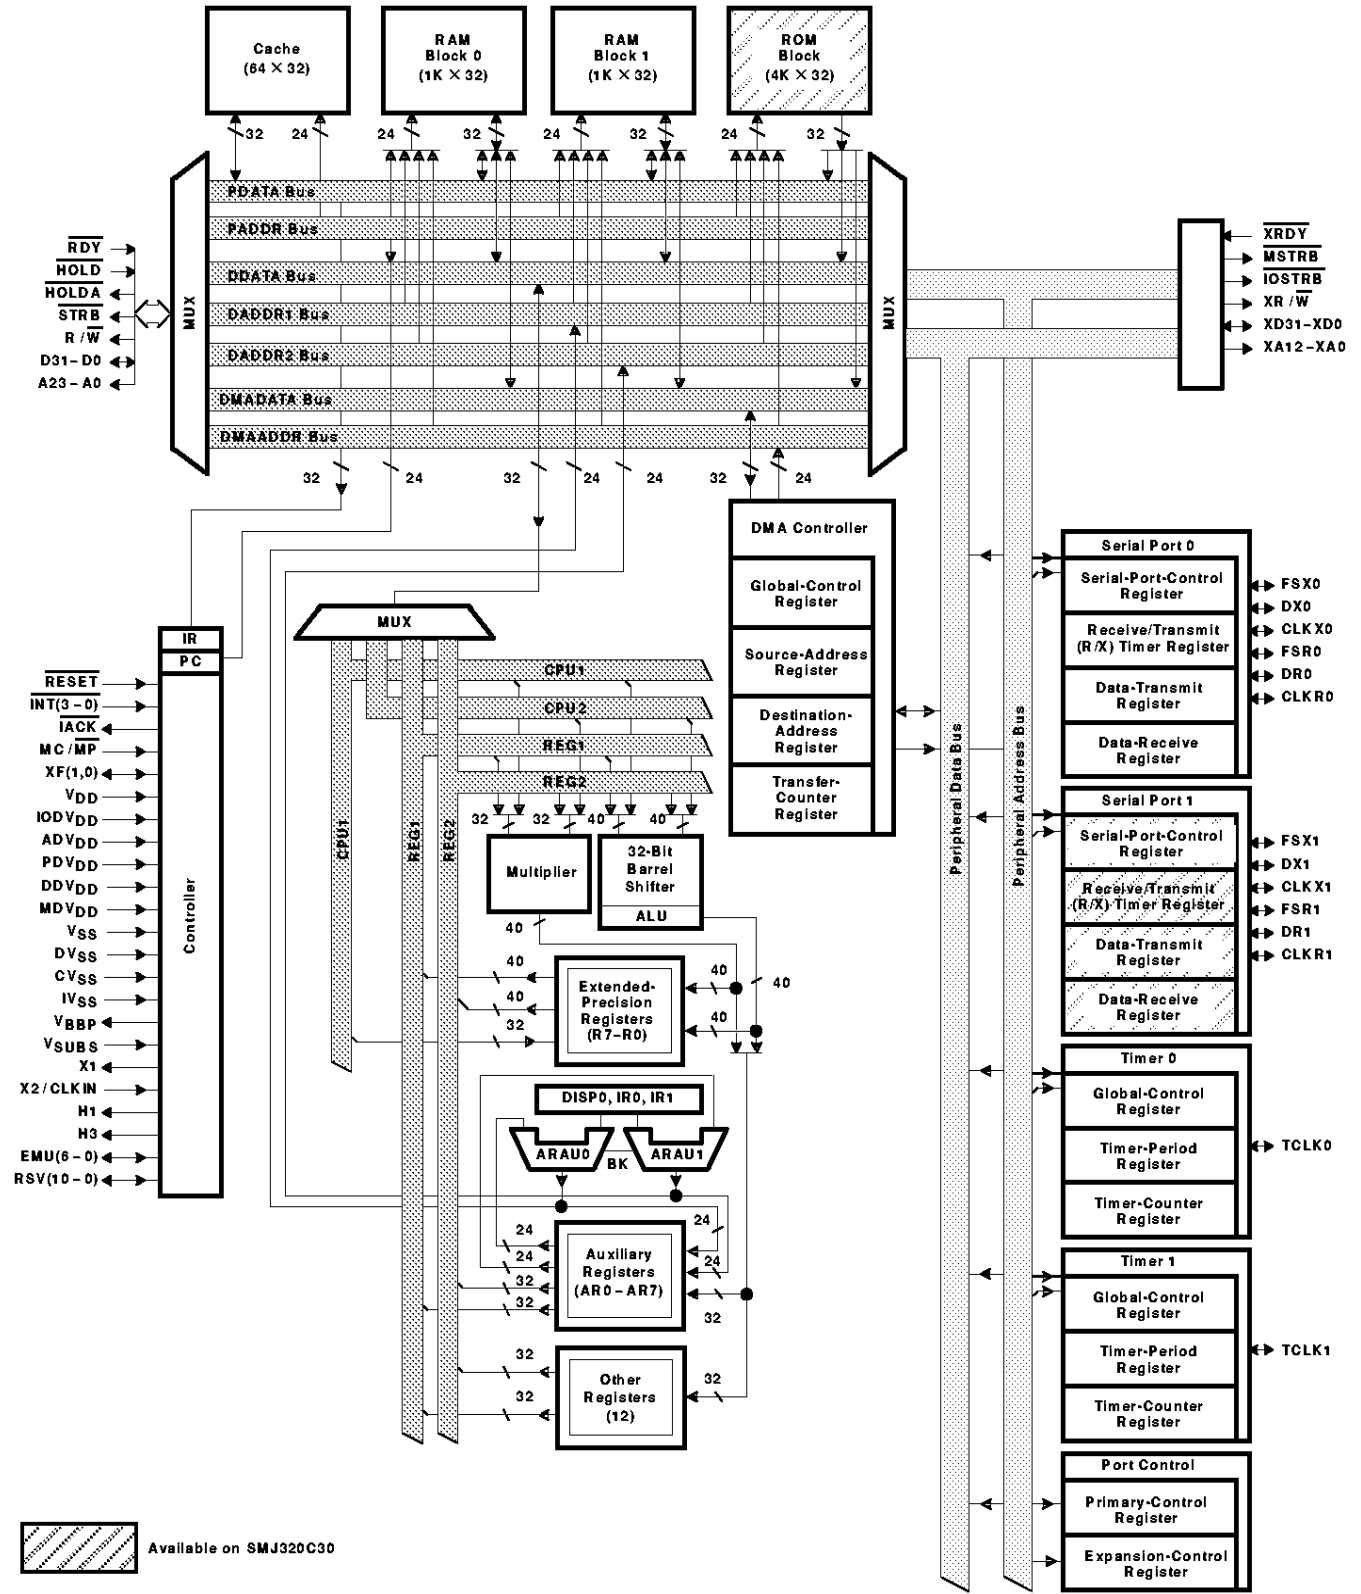 Cache
(64 × 32)
RAM
Block 0
(1K × 32)
RAM
Block 1
(1K × 32)
ROM
Block
(4K × 32)
32
24
24
32
24
32
24
32
PDATA Bus
PADDR Bus
DDATA Bus
DADDR1 Bus
DADDR2 Bus
DMADATA Bus
DMAADDR Bus
MUX
MUX
RDY
HOLD
HOLDA
STRB
R/W
D31–D0
A23–A0
XRDY
MSTRB
IOSTRB
XR/W
XD31–XD0
XA12–XA0
32
24
32
24
24
32
24
DMA Controller
Global-Control
Register
Source-Address
Register
Destination-
Address
Register
Transfer-
Counter
Register
IR
PC
Controller
RESET
INT(3–0)
IACK
MC/MP
XF(1,0)
VDD
IODVDD
ADVDD
PDVDD
DDVDD
MDVDD
VSS
DVSS
CVSS
IVSS
VBBP
VSUBS
X1
X2/CLKIN
H1
H3
EMU(6–0)
RSV(10–0)
MUX
CPU1
CPU2
REG1
REG2
CPU1
REG1
REG2
32
32
40
40
Multiplier
32-Bit
Barrel
Shifter
ALU
40
40
40
32
40
40
40
Extended-
Precision
Registers
(R7–R0)
DISP0, IR0, IR1
ARAU0
BK
ARAU1
24
24
32
32
24
24
32
Auxiliary
Registers
(AR0–AR7)
32
32
32
Other
Registers
(12)
Peripheral Data Bus
Peripheral Address Bus
Serial Port 0
Serial-Port-Control
Register
Receive/Transmit
(R/X) Timer Register
Data-Transmit
Register
Data-Receive
Register
FSX0
DX0
CLKX0
FSR0
DR0
CLKR0
Serial Port 1
Serial-Port-Control
Register
Receive/Transmit
(R/X) Timer Register
Data-Transmit
Register
Data-Receive
Register
FSX1
DX1
CLKX1
FSR1
DR1
CLKR1
Timer 0
Global-Control
Register
Timer-Period
Register
Timer-Counter
Register
TCLK0
Timer 1
Global-Control
Register
Timer-Period
Register
Timer-Counter
Register
TCLK1
Port Control
Primary-Control
Register
Expansion-Control
Register
Available on SMJ320C30